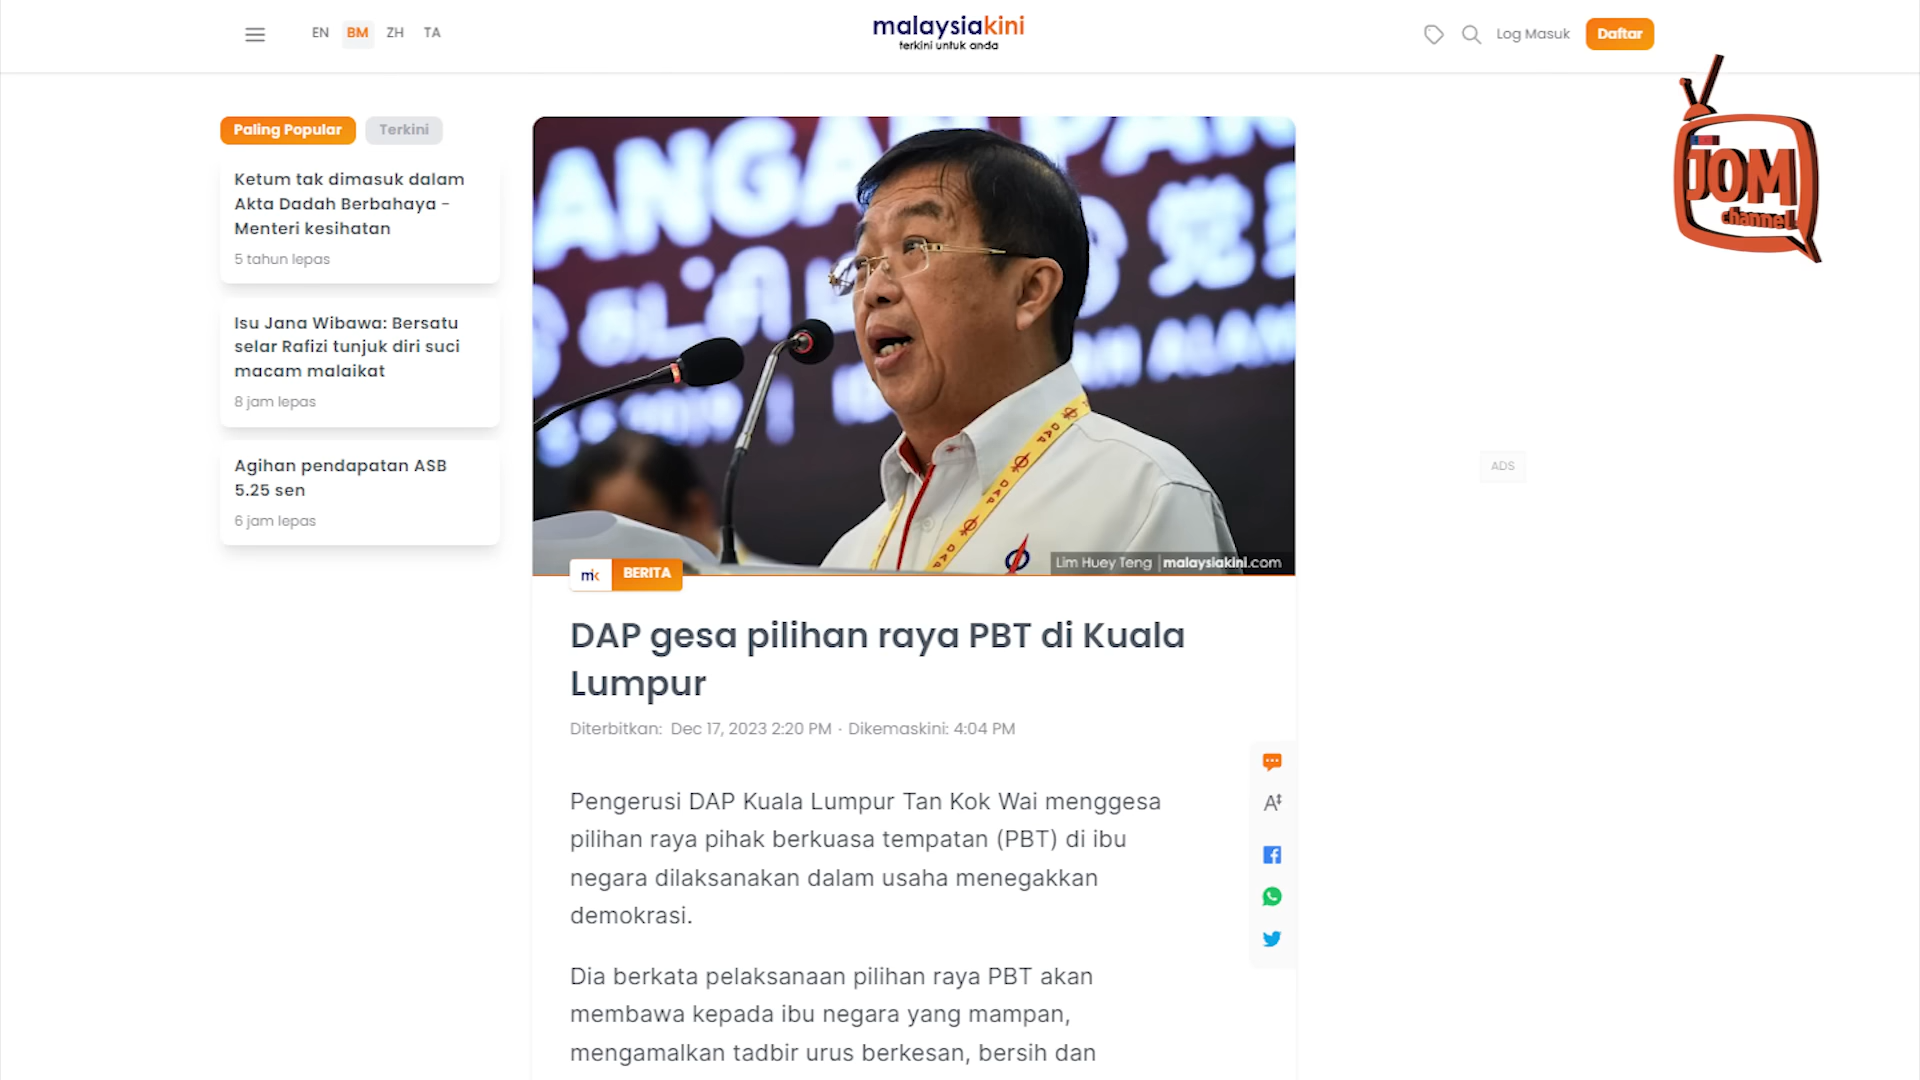 EN BM ZH TA
malaysiakini
terkini untuk anda
Log Masuk
Daftar
JOM
channel
Paling Popular
Terkini
Ketum tak dimasuk dalam
Akta Dadah Berbahaya -
Menteri kesihatan
5 tahun lepas
Isu Jana Wibawa: Bersatu
selar Rafizi tunjuk diri suci
macam malaikat
8 jam lepas
Agihan pendapatan ASB
5.25 sen
6 jam lepas
DAP
DAP
DAP
Lim Huey Teng | malaysiakini.com
mk BERITA
DAP gesa pilihan raya PBT di Kuala
Lumpur
Diterbitkan: Dec 17, 2023 2:20 PM · Dikemaskini: 4:04 PM
Pengerusi DAP Kuala Lumpur Tan Kok Wai menggesa
pilihan raya pihak berkuasa tempatan (PBT) di ibu
negara dilaksanakan dalam usaha menegakkan
demokrasi.
Dia berkata pelaksanaan pilihan raya PBT akan
membawa kepada ibu negara yang mampan,
mengamalkan tadbir urus berkesan, bersih dan
ADS